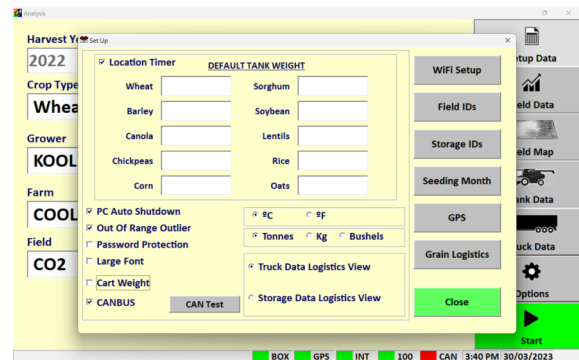 Analysis
Harvest Ye
2022
Crop Type
Whea
Grower
KOOL
Farm
COOL
Field
CO2
Set Up
Location Timer
DEFAULT TANK WEIGHT
Wheat
Sorghum
Barley
Soybean
Canola
Lentils
Chickpeas
Rice
Corn
Oats
PC Auto Shutdown
Out Of Range Outlier
Password Protection
Large Font
Cart Weight
CANBUS
CAN Test
ºC ºF
Tonnes Kg Bushels
Truck Data Logistics View
Storage Data Logistics View
WiFi Setup
Field IDs
Storage IDs
Seeding Month
GPS
Grain Logistics
Close
tup Data
eld Data
eld Map
nk Data
uck Data
Options
Start
BOX GPS INT 100 CAN 3:40 PM 30/03/2023